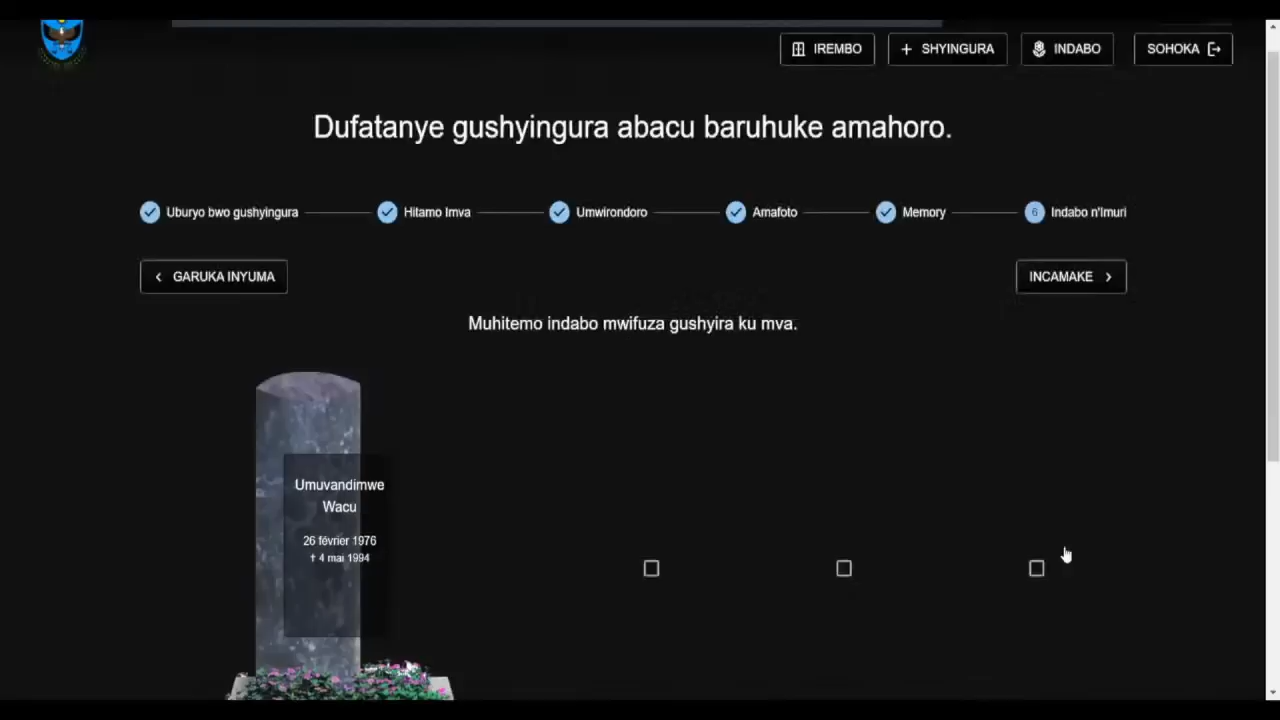 IREMBO
+ SHYINGURA
INDABO
SOHOKA
Dufatanye gushyingura abacu baruhuke amahoro.
Uburyo bwo gushyingura
Hitamo Imva
Umwirondoro
Amafoto
Memory
6 Indabo n'Imuri
< GARUKA INYUMA
INCAMAKE >
Muhitemo indabo mwifuza gushyira ku mva.
Umuvandimwe
Wacu
26 février 1976
† 4 mai 1994